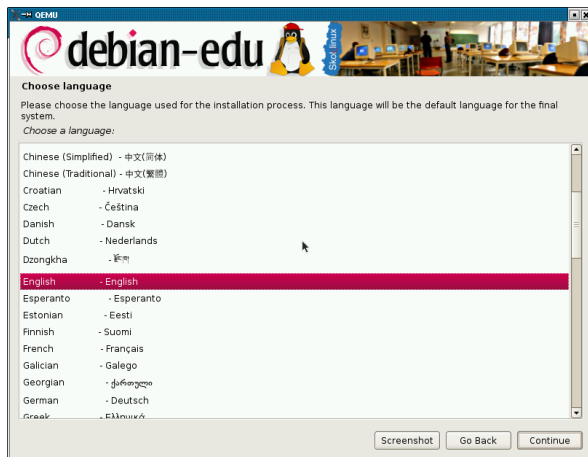 QEMU
debian-edu
Skolelinux
Choose language
Please choose the language used for the installation process. This language will be the default language for the final
system.
Choose a language:
Chinese (Simplified) - 中文(简体)
Chinese (Traditional) - 中文(繁體)
Croatian - Hrvatski
Czech - Čeština
Danish - Dansk
Dutch - Nederlands
Dzongkha - རྫོང་ཁ།
English - English
Esperanto - Esperanto
Estonian - Eesti
Finnish - Suomi
French - Français
Galician - Galego
Georgian - ქართული
German - Deutsch
Greek - Ελληνικά
Screenshot Go Back Continue